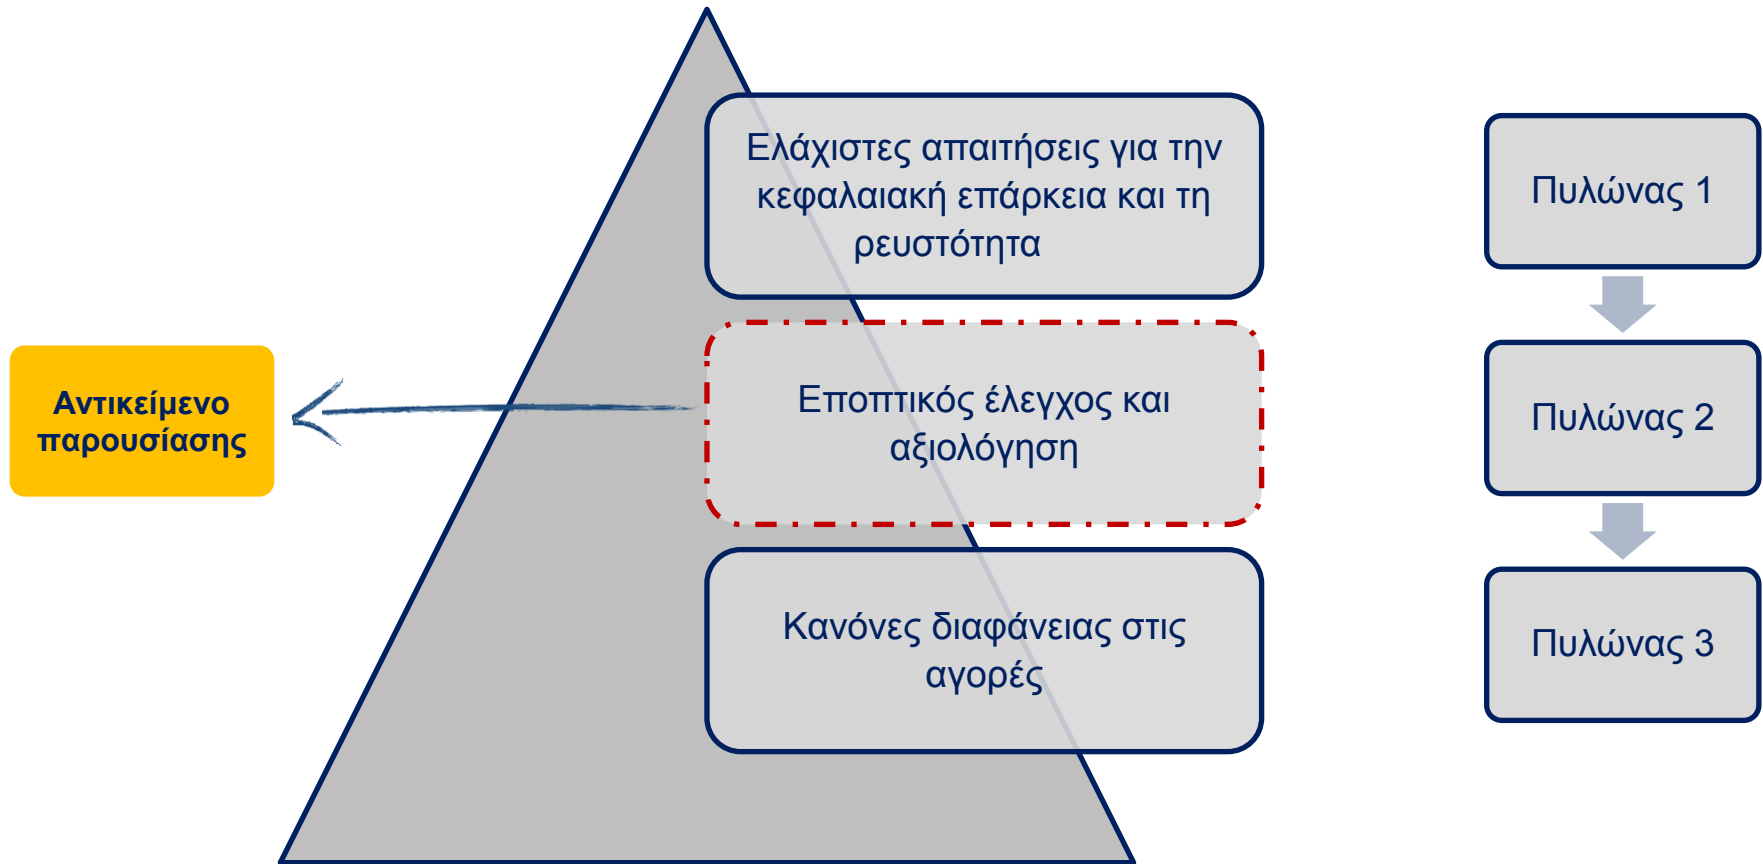 Ελάχιστες απαιτήσεις για την
κεφαλαιακή επάρκεια και τη
ρευστότητα
Πυλώνας 1
Αντικείμενο
παρουσίασης
Εποπτικός έλεγχος και
αξιολόγηση
Πυλώνας 2
Κανόνες διαφάνειας στις
αγορές
Πυλώνας 3